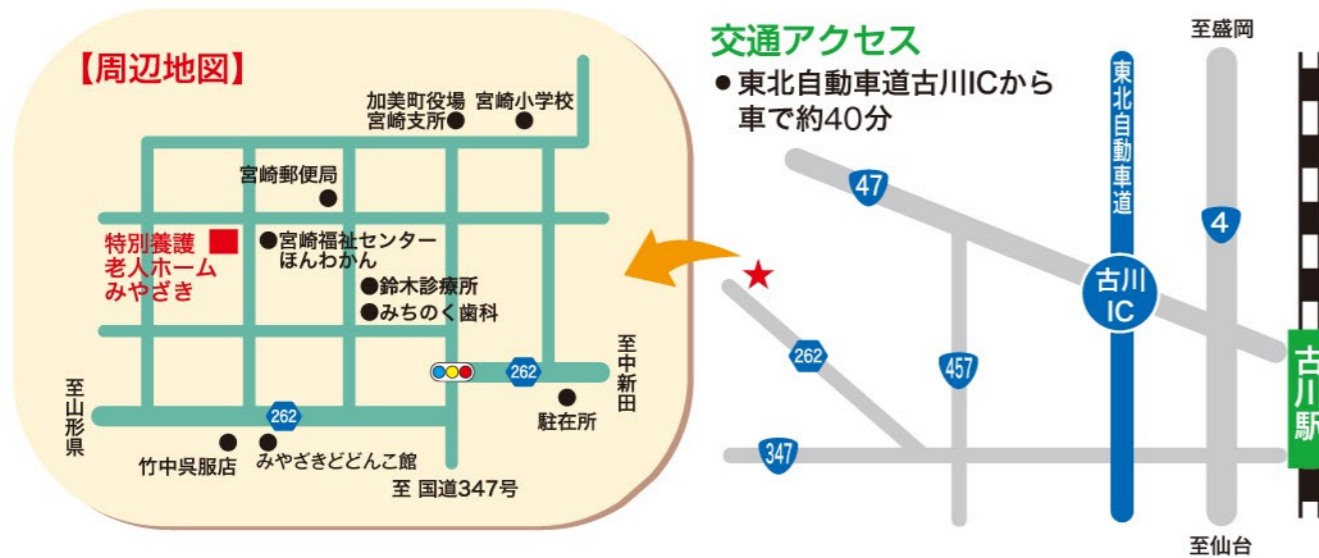 【周辺地図】
加美町役場
宮崎支所
宮崎小学校
宮崎郵便局
特別養護
老人ホーム
みやざき
宮崎福祉センター
ほんわかん
鈴木診療所
みちのく歯科
262
至中新田
駐在所
至山形県
262
竹中呉服店
みやざきどどんこ館
至 国道347号
交通アクセス
●東北自動車道古川ICから
車で約40分
至盛岡
東北自動車道
47
4
古川
IC
262
457
347
古川駅
至仙台